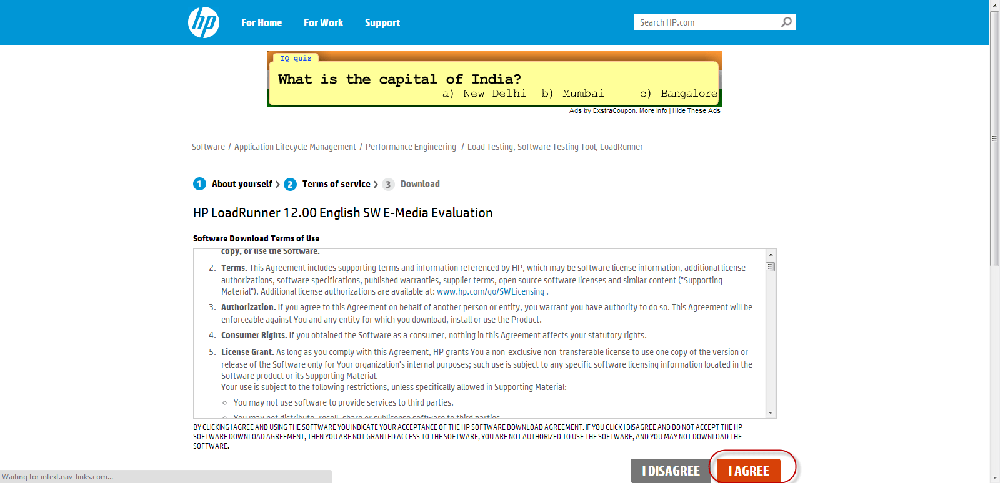 hp
For Home For Work Support
Search HP.com
IQ quiz
What is the capital of India?
a) New Delhi b) Mumbai c) Bangalore
Ads by ExstraCoupon. More Info | Hide These Ads
Software / Application Lifecycle Management / Performance Engineering / Load Testing, Software Testing Tool, LoadRunner
1 About yourself > 2 Terms of service > 3 Download
HP LoadRunner 12.00 English SW E-Media Evaluation
Software Download Terms of Use
copy, or use the Software.
2. Terms. This Agreement includes supporting terms and information referenced by HP, which may be software license information, additional license
authorizations, software specifications, published warranties, supplier terms, open source software licenses and similar content ("Supporting
Material"). Additional license authorizations are available at: www.hp.com/go/SWLicensing .
3. Authorization. If you agree to this Agreement on behalf of another person or entity, you warrant you have authority to do so. This Agreement will be
enforceable against You and any entity for which you download, install or use the Product.
4. Consumer Rights. If you obtained the Software as a consumer, nothing in this Agreement affects your statutory rights.
5. License Grant. As long as you comply with this Agreement, HP grants You a non-exclusive non-transferable license to use one copy of the version or
release of the Software only for Your organization's internal purposes; such use is subject to any specific software licensing information located in the
Software product or its Supporting Material.
Your use is subject to the following restrictions, unless specifically allowed in Supporting Material:
You may not use software to provide services to third parties.
You may not distribute, resell, share or sublicense software to third parties.
BY CLICKING I AGREE AND USING THE SOFTWARE YOU INDICATE YOUR ACCEPTANCE OF THE HP SOFTWARE DOWNLOAD AGREEMENT. IF YOU CLICK I DISAGREE AND DO NOT ACCEPT THE HP
SOFTWARE DOWNLOAD AGREEMENT, THEN YOU ARE NOT GRANTED ACCESS TO THE SOFTWARE, YOU ARE NOT AUTHORIZED TO USE THE SOFTWARE, AND YOU MAY NOT DOWNLOAD THE
SOFTWARE.
I DISAGREE I AGREE
Waiting for intext.nav-links.com...